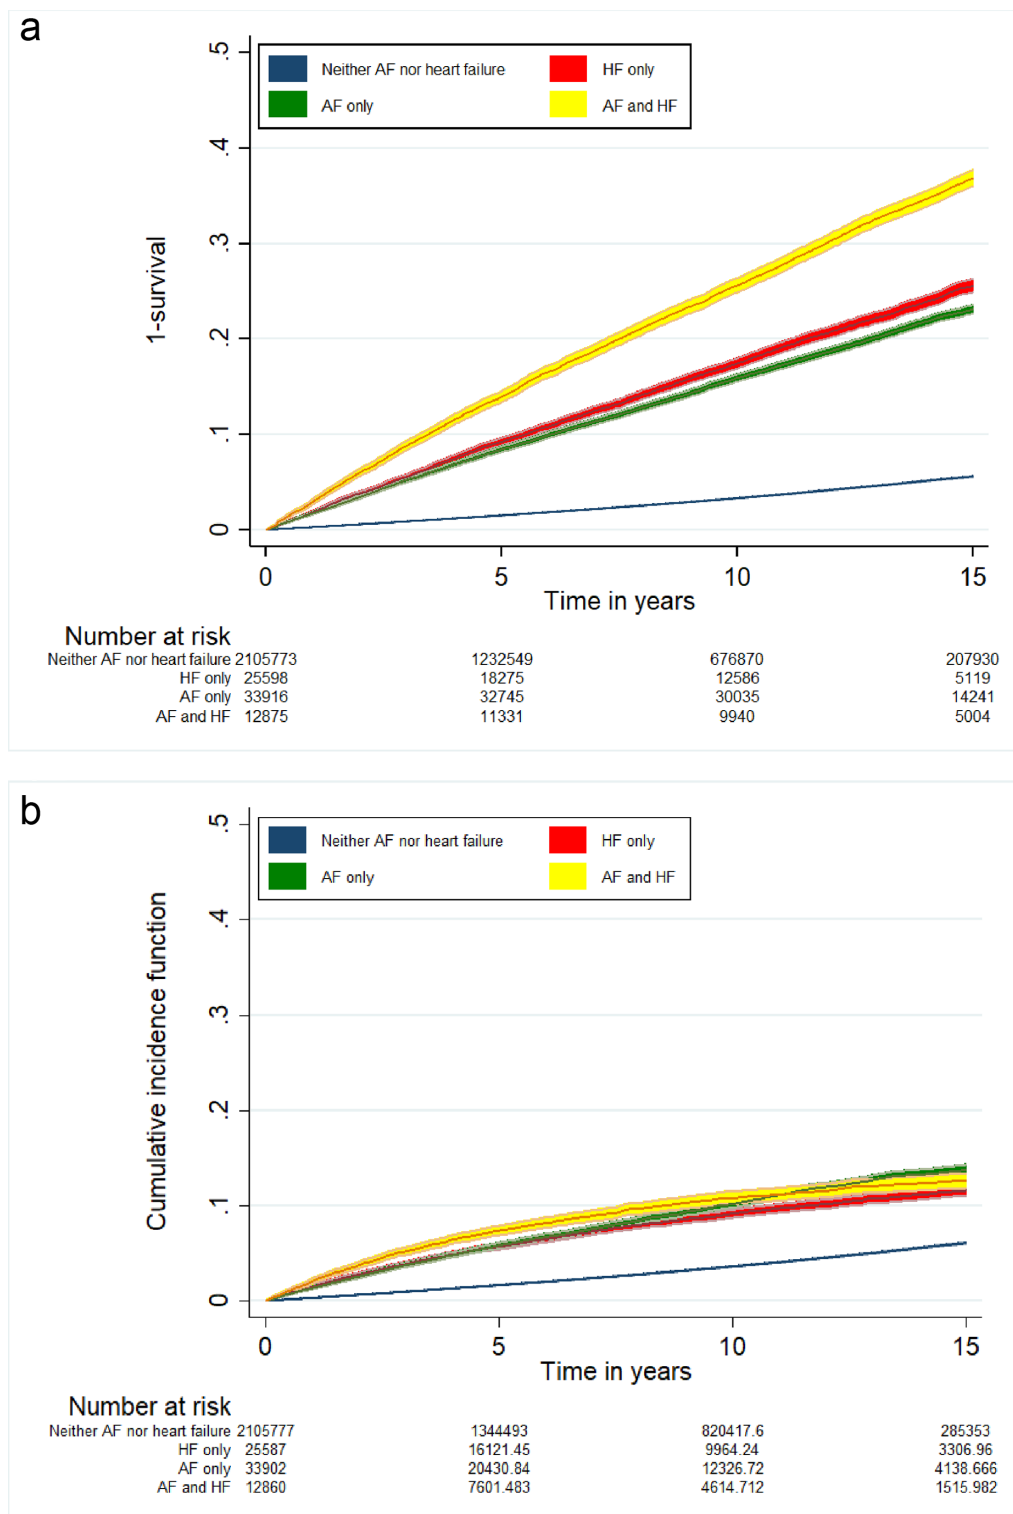 a
Neither AF nor heart failure HF only
AF only AF and HF
.5
.4
.3
.2
.1
0
1-survival
0 5 10 15
Time in years
Number at risk
Neither AF nor heart failure 2105773 1232549 676870 207930
HF only 25598 18275 12586 5119
AF only 33916 32745 30035 14241
AF and HF 12875 11331 9940 5004
b
Neither AF nor heart failure HF only
AF only AF and HF
.5
.4
.3
.2
.1
0
Cumulative incidence function
0 5 10 15
Time in years
Number at risk
Neither AF nor heart failure 2105777 1344493 820417.6 285353
HF only 25587 16121.45 9964.24 3306.96
AF only 33902 20430.84 12326.72 4138.666
AF and HF 12860 7601.483 4614.712 1515.982